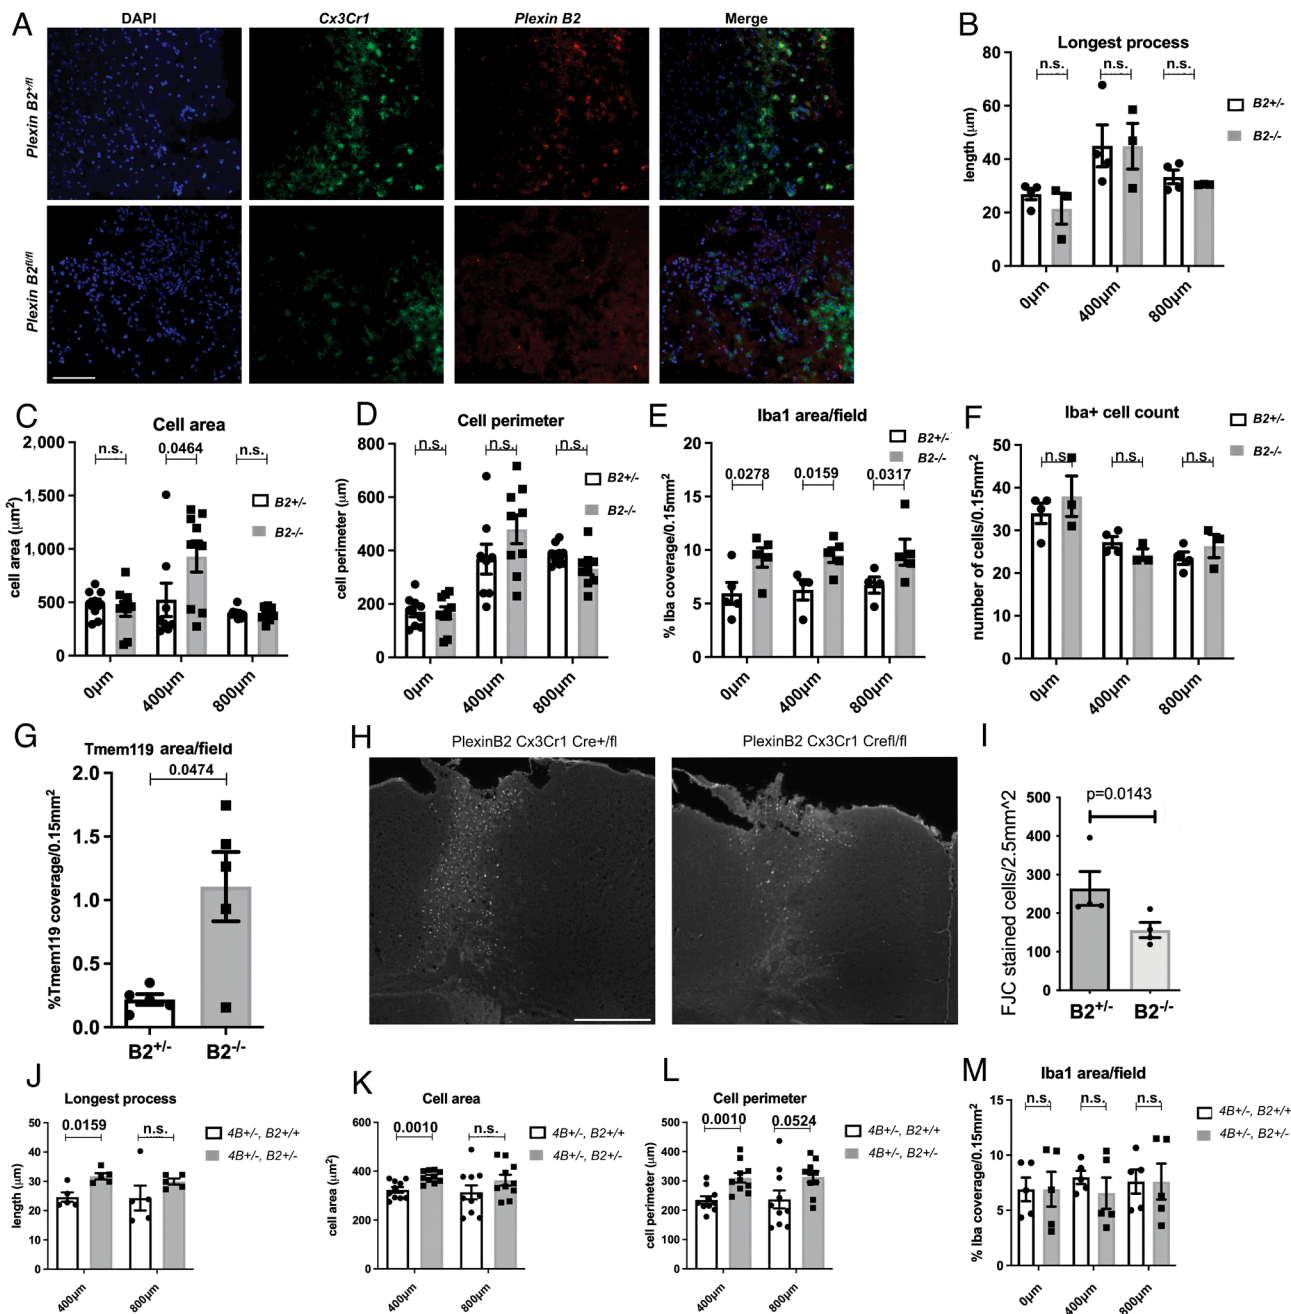 A
DAPI
Cx3Cr1
Plexin B2
Merge
Plexin B2+/fl
Plexin B2fl/fl
B
Longest process
n.s.
n.s.
n.s.
B2+/-
B2-/-
length (µm)
80
60
40
20
0
0µm
400µm
800µm
C
Cell area
n.s.
0.0464
n.s.
B2+/-
B2-/-
cell area (µm2)
2,000
1,500
1,000
500
0
0µm
400µm
800µm
D
Cell perimeter
n.s.
n.s.
n.s.
B2+/-
B2-/-
cell perimeter (µm)
800
600
400
200
0
0µm
400µm
800µm
E
Iba1 area/field
B2+/-
B2-/-
0.0278
0.0159
0.0317
% Iba coverage/0.15mm2
20
15
10
5
0
0µm
400µm
800µm
F
Iba+ cell count
B2+/-
B2-/-
n.s.
n.s.
n.s.
number of cells/0.15mm2
50
40
30
20
10
0
0µm
400µm
800µm
G
Tmem119 area/field
0.0474
%Tmem119 coverage/0.15mm2
2.0
1.5
1.0
0.5
0.0
B2+/-
B2-/-
H
PlexinB2 Cx3Cr1 Cre+/fl
PlexinB2 Cx3Cr1 Crefl/fl
I
p=0.0143
FJC stained cells/2.5mm^2
500
400
300
200
100
0
B2+/-
B2-/-
J
Longest process
0.0159
n.s.
4B+/-, B2+/+
4B+/-, B2+/-
length (µm)
50
40
30
20
10
0
400µm
800µm
K
Cell area
0.0010
n.s.
4B+/-, B2+/+
4B+/-, B2+/-
cell area (µm)
600
400
200
0
400µm
800µm
L
Cell perimeter
0.0010
0.0524
4B+/-, B2+/+
4B+/-, B2+/-
cell perimeter (µm)
500
400
300
200
100
0
400µm
800µm
M
Iba1 area/field
n.s.
n.s.
n.s.
4B+/-, B2+/+
4B+/-, B2+/-
% Iba coverage/0.15mm2
15
10
5
0
0µm
400µm
800µm